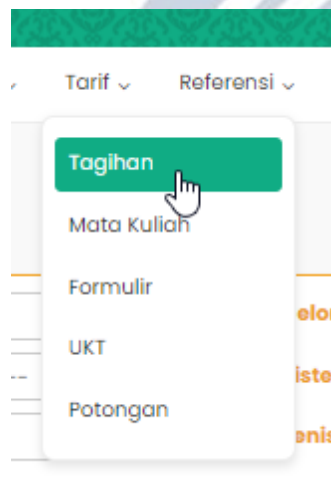 Tarif Referensi
Tagihan
Mata Kuliah
Formulir
UKT
Potongan